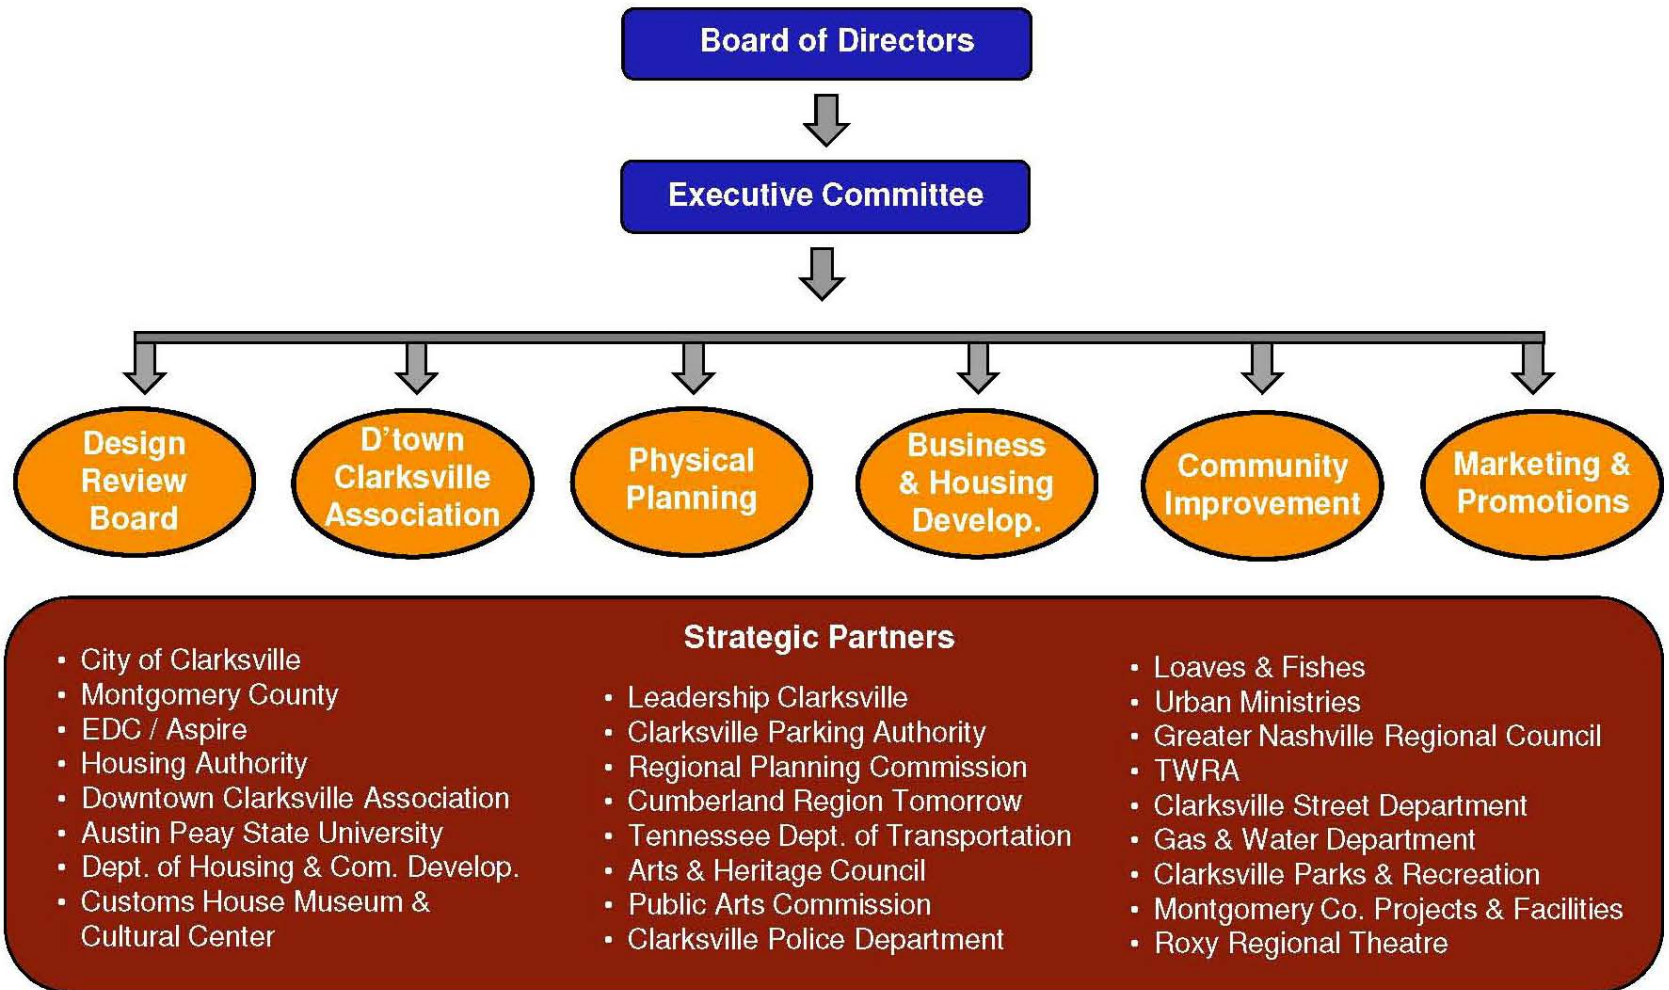 Board of Directors
Executive Committee
Design
Review
Board
D'town
Clarksville
Association
Physical
Planning
Business
& Housing
Develop.
Community
Improvement
Marketing &
Promotions
Strategic Partners
• City of Clarksville
• Montgomery County
• EDC / Aspire
• Housing Authority
• Downtown Clarksville Association
• Austin Peay State University
• Dept. of Housing & Com. Develop.
• Customs House Museum &
Cultural Center
• Leadership Clarksville
• Clarksville Parking Authority
• Regional Planning Commission
• Cumberland Region Tomorrow
• Tennessee Dept. of Transportation
• Arts & Heritage Council
• Public Arts Commission
• Clarksville Police Department
• Loaves & Fishes
• Urban Ministries
• Greater Nashville Regional Council
• TWRA
• Clarksville Street Department
• Gas & Water Department
• Clarksville Parks & Recreation
• Montgomery Co. Projects & Facilities
• Roxy Regional Theatre